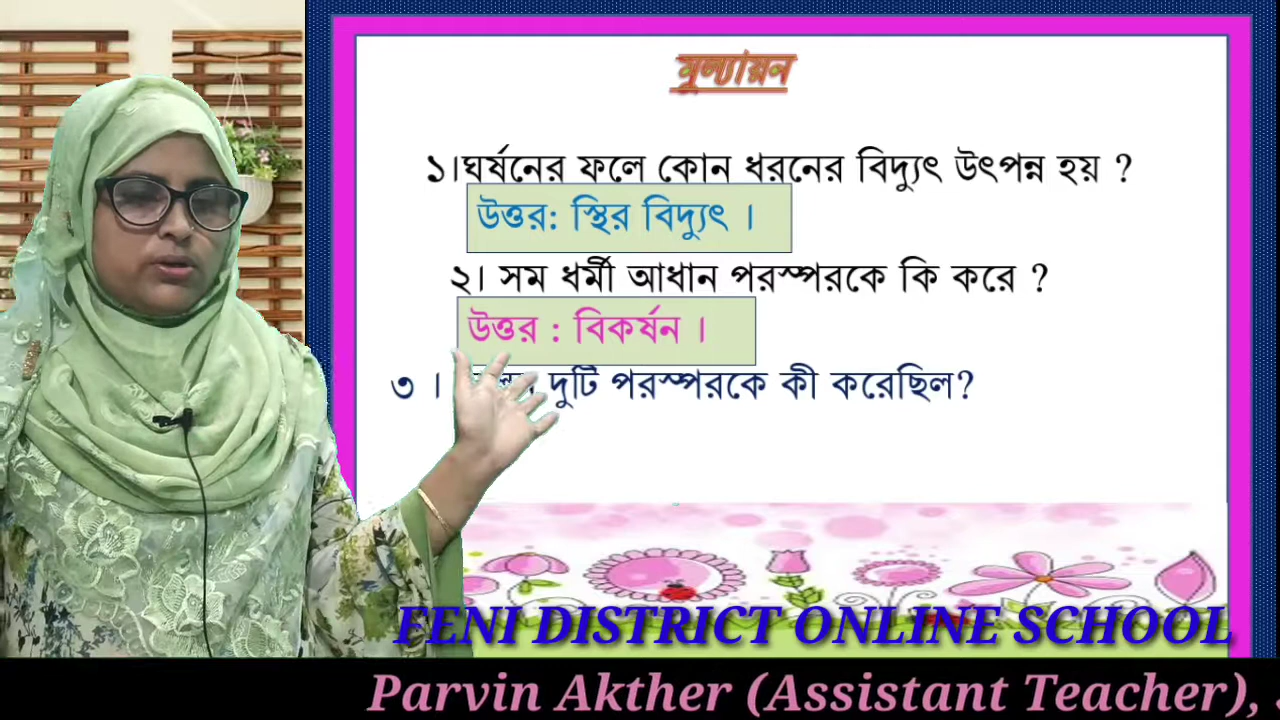 মুল্যায়ন
১।ঘর্ষনের ফলে কোন ধরনের বিদ্যুৎ উৎপন্ন হয় ?
উত্তর: স্থির বিদ্যুৎ ।
২। সম ধর্মী আধান পরস্পরকে কি করে ?
উত্তর : বিকর্ষন ।
৩ । দুটি পরস্পরকে কী করেছিল?
FENI DISTRICT ONLINE SCHOOL
Parvin Akther (Assistant Teacher),